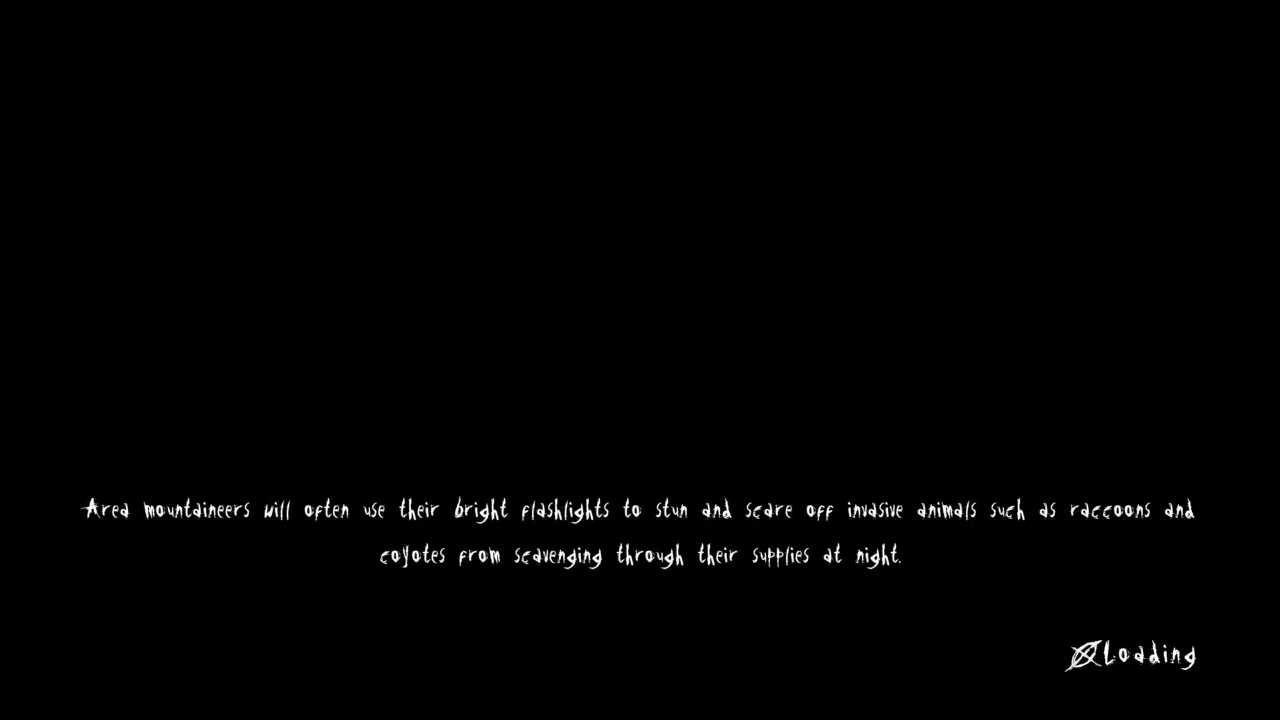 Area mountaineers will often use their bright flashlights to stun and scare off invasive animals such as raccoons and
coyotes from scavenging through their supplies at night.
Loading